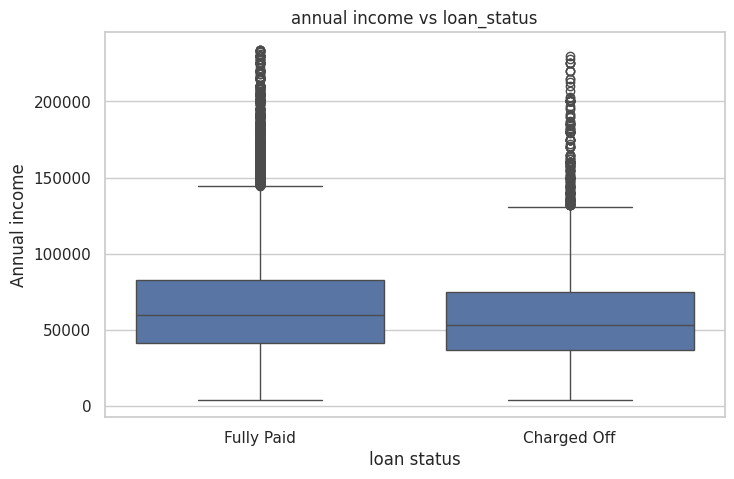 annual income vs loan_status
Annual income
200000
150000
100000
50000
0
Fully Paid
Charged Off
loan status